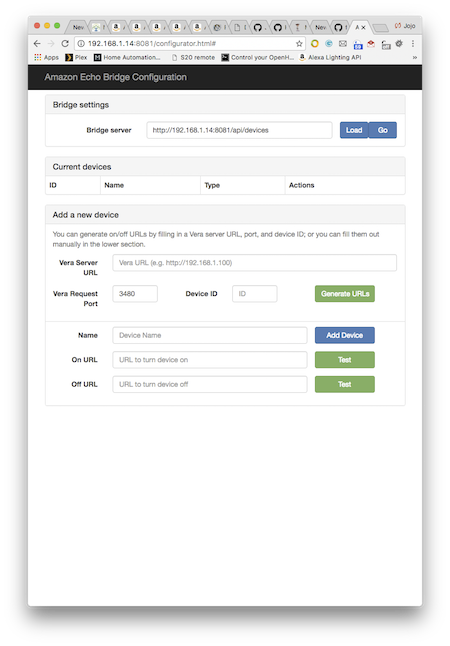 Nev
Nev
A
Jojo
192.168.1.14:8081/configurator.html#
Apps
Plex
Home Automation...
S20 remote
Control your OpenH...
Alexa Lighting API
»
Amazon Echo Bridge Configuration
Bridge settings
Bridge server
http://192.168.1.14:8081/api/devices
Load
Go
Current devices
ID
Name
Type
Actions
Add a new device
You can generate on/off URLs by filling in a Vera server URL, port, and device ID; or you can fill them out
manually in the lower section.
Vera Server
URL
Vera URL (e.g. http://192.168.1.100)
Vera Request
Port
3480
Device ID
ID
Generate URLs
Name
Device Name
Add Device
On URL
URL to turn device on
Test
Off URL
URL to turn device off
Test